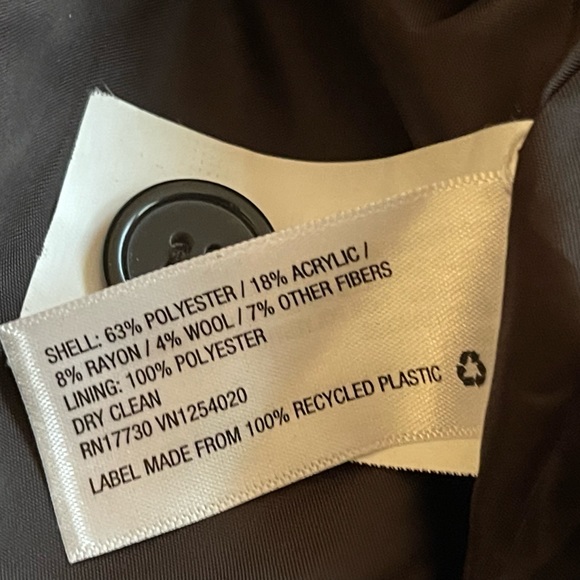 SHELL: 63% POLYESTER / 18% ACRYLIC /
8% RAYON / 4% WOOL / 7% OTHER FIBERS
LINING: 100% POLYESTER
DRY CLEAN
RN17730 VN1254020
LABEL MADE FROM 100% RECYCLED PLASTIC